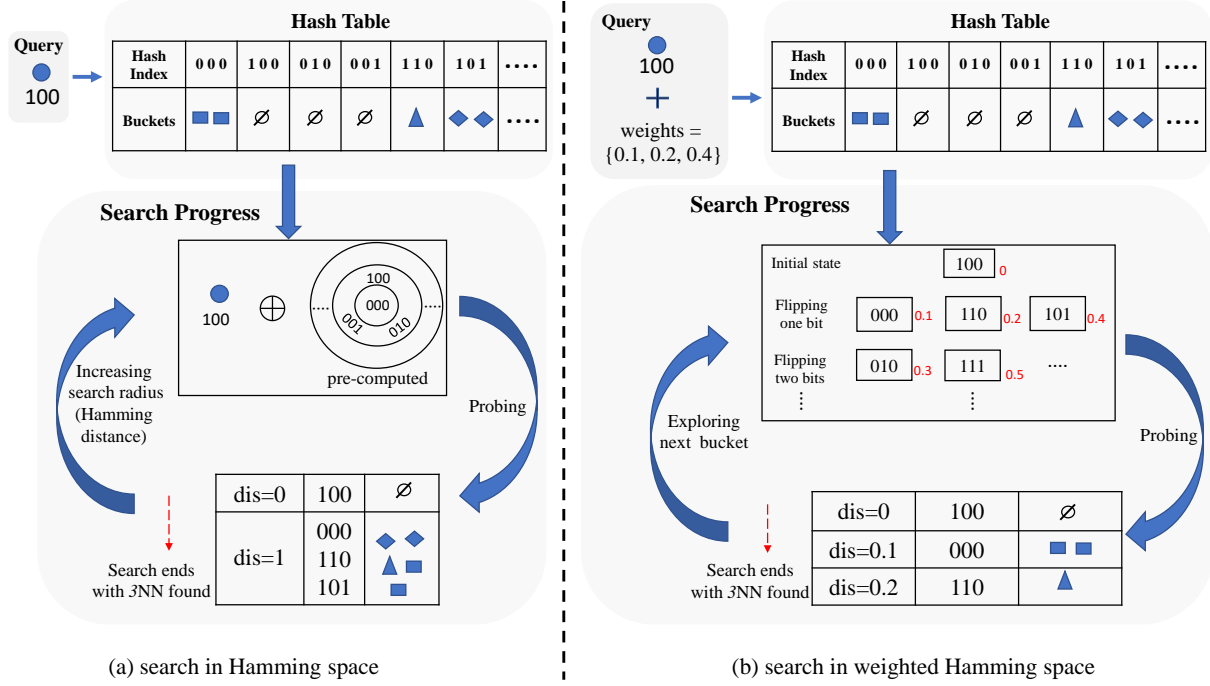 Hash Table
Query
100
Hash Index 000 100 010 001 110 101 ····
Buckets ∅ ∅ ∅ ····
Search Progress
100
100
000
001
010
····
····
pre-computed
Increasing
search radius
(Hamming
distance)
Probing
dis=0 100 ∅
dis=1 000
110
101
Search ends
with 3NN found
(a) search in Hamming space
Query
100
+
weights =
{0.1, 0.2, 0.4}
Hash Table
Hash Index 000 100 010 001 110 101 ····
Buckets ∅ ∅ ∅ ····
Search Progress
Initial state 100 0
Flipping
one bit 000 0.1 110 0.2 101 0.4
Flipping
two bits 010 0.3 111 0.5 ····
Exploring
next bucket
Probing
dis=0 100 ∅
dis=0.1 000
dis=0.2 110
Search ends
with 3NN found
(b) search in weighted Hamming space